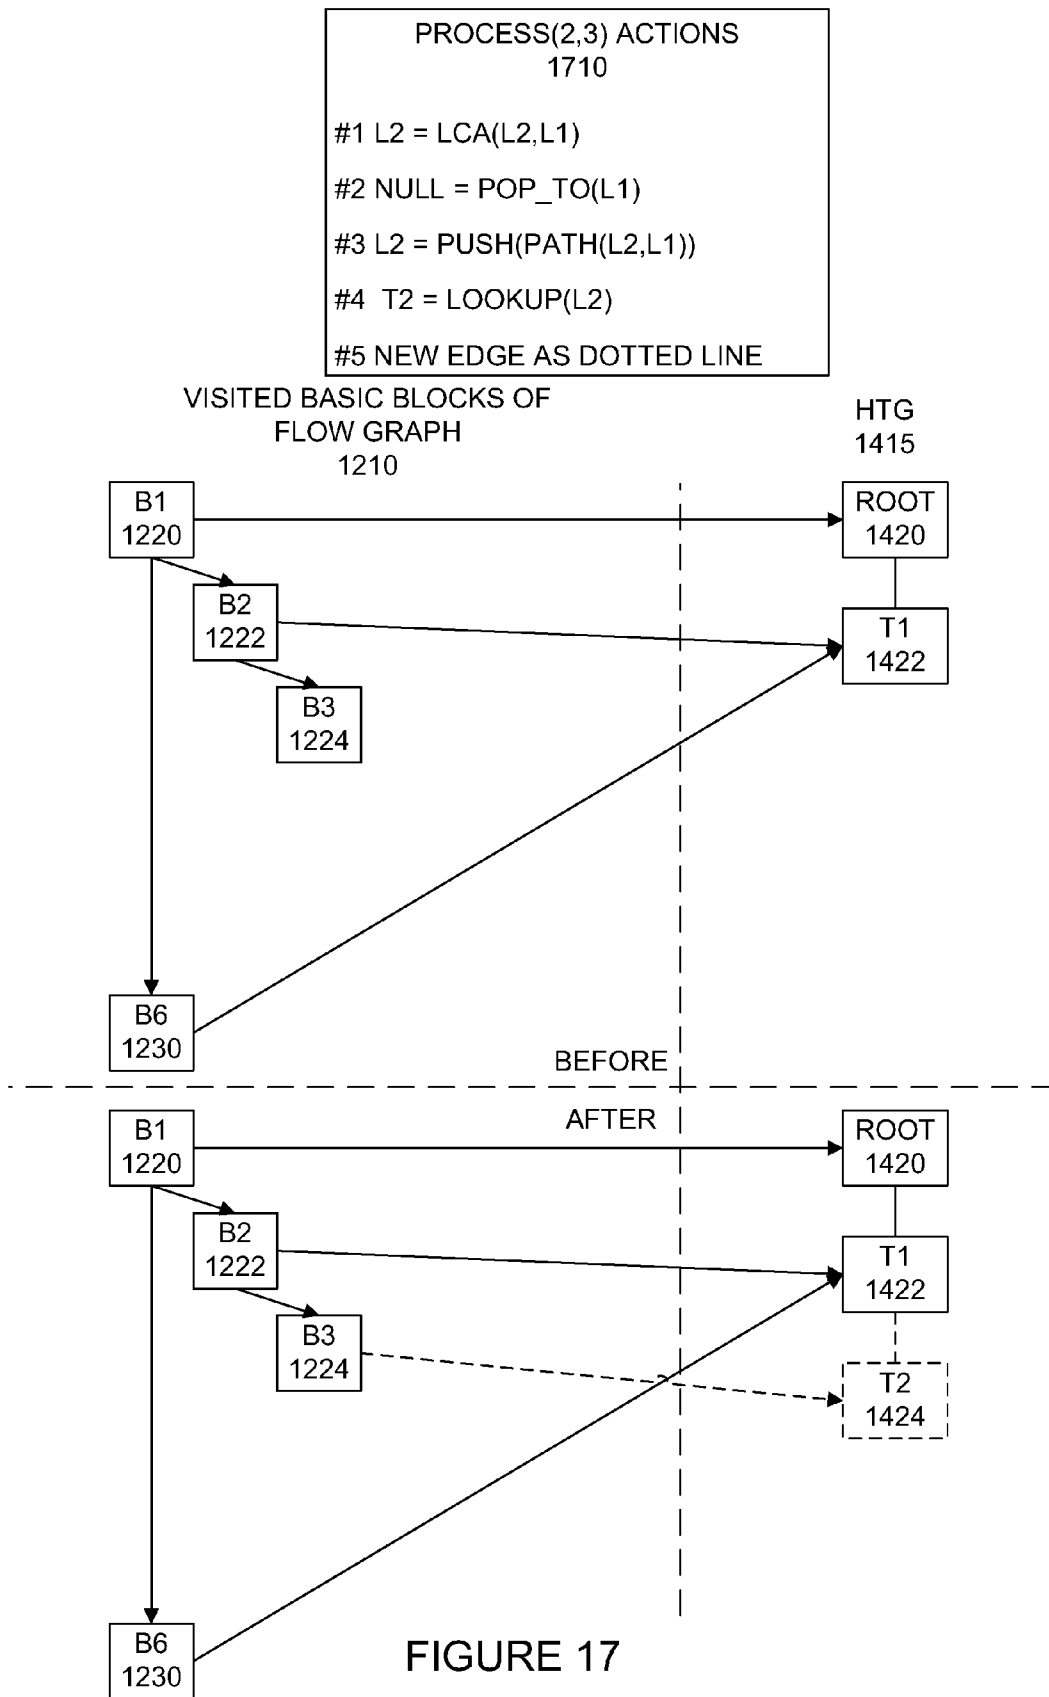 PROCESS(2,3) ACTIONS
1710
#1 L2 = LCA(L2,L1)
#2 NULL = POP_TO(L1)
#3 L2 = PUSH(PATH(L2,L1))
#4 T2 = LOOKUP(L2)
#5 NEW EDGE AS DOTTED LINE
VISITED BASIC BLOCKS OF
FLOW GRAPH
1210
HTG
1415
B1
1220
ROOT
1420
B2
1222
T1
1422
B3
1224
B6
1230
BEFORE
AFTER
B1
1220
ROOT
1420
B2
1222
T1
1422
B3
1224
T2
1424
B6
1230
FIGURE 17